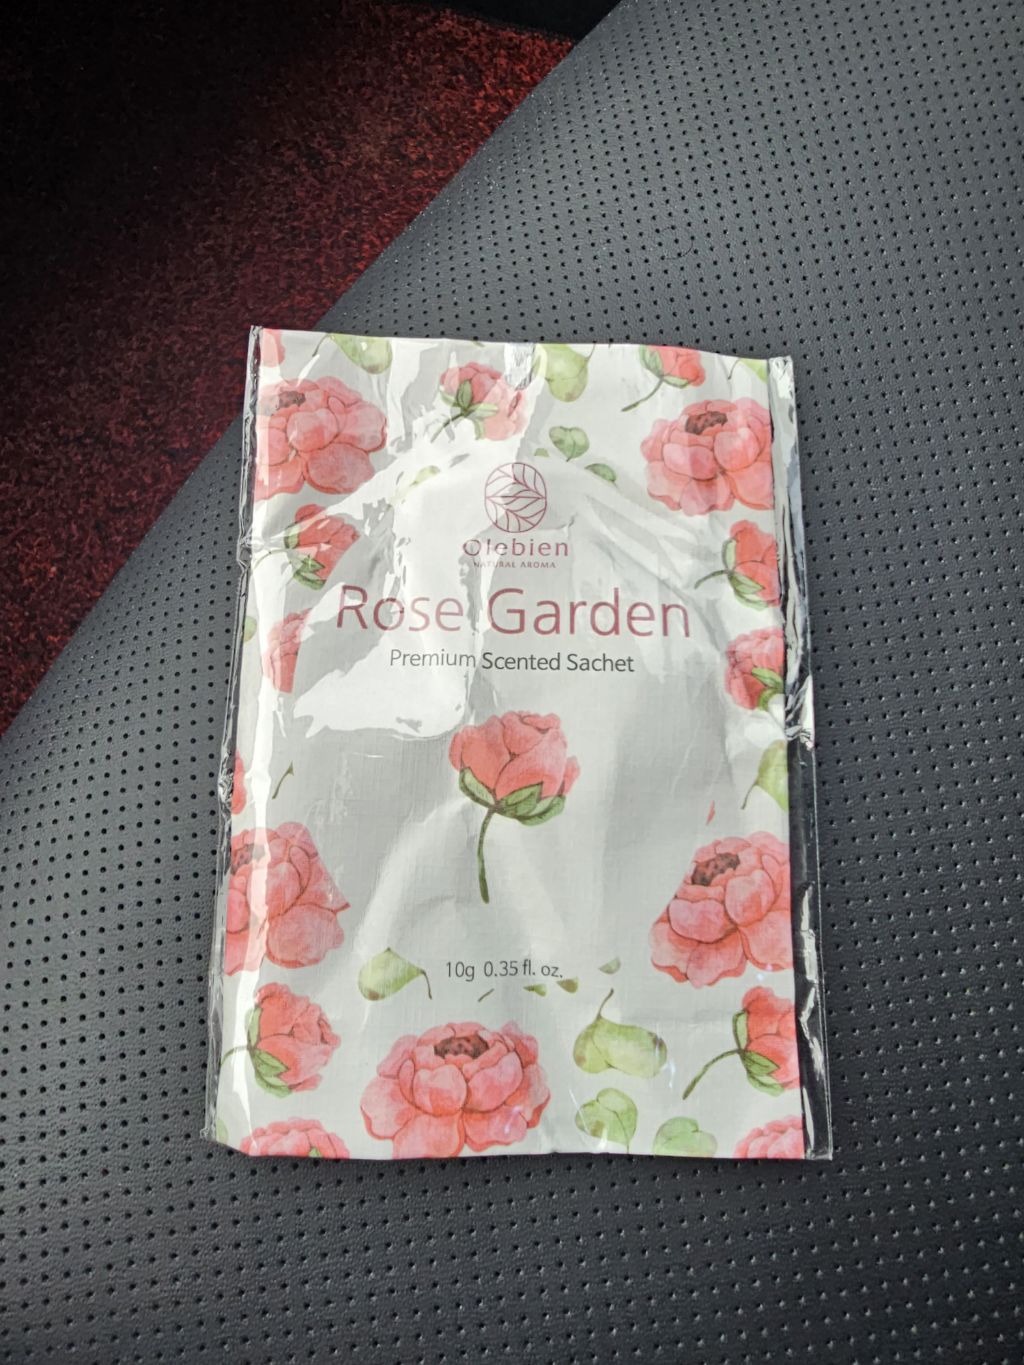 Olebien
NATURAL AROMA
Rose Garden
Premium Scented Sachet
10g 0.35 fl. oz.